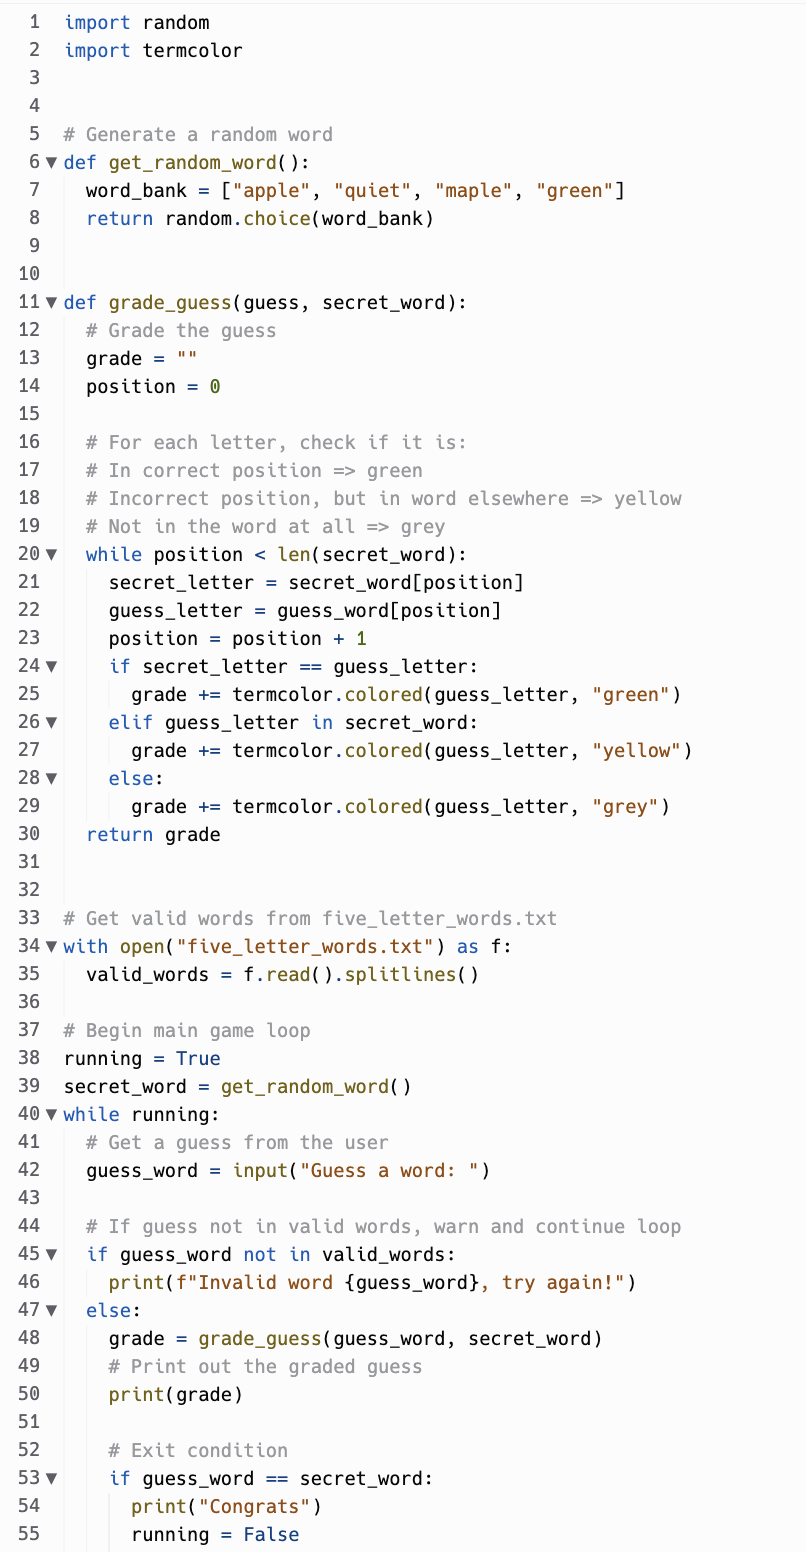 1 import random
2 import termcolor
3
4
5 # Generate a random word
6 ▼ def get_random_word():
7 word_bank = ["apple", "quiet", "maple", "green"]
8 return random.choice(word_bank)
9
10
11 ▼ def grade_guess(guess, secret_word):
12 # Grade the guess
13 grade = ""
14 position = 0
15
16 # For each letter, check if it is:
17 # In correct position => green
18 # Incorrect position, but in word elsewhere => yellow
19 # Not in the word at all => grey
20 ▼ while position < len(secret_word):
21 secret_letter = secret_word[position]
22 guess_letter = guess_word[position]
23 position = position + 1
24 ▼ if secret_letter == guess_letter:
25 grade += termcolor.colored(guess_letter, "green")
26 ▼ elif guess_letter in secret_word:
27 grade += termcolor.colored(guess_letter, "yellow")
28 ▼ else:
29 grade += termcolor.colored(guess_letter, "grey")
30 return grade
31
32
33 # Get valid words from five_letter_words.txt
34 ▼ with open("five_letter_words.txt") as f:
35 valid_words = f.read().splitlines()
36
37 # Begin main game loop
38 running = True
39 secret_word = get_random_word()
40 ▼ while running:
41 # Get a guess from the user
42 guess_word = input("Guess a word: ")
43
44 # If guess not in valid words, warn and continue loop
45 ▼ if guess_word not in valid_words:
46 print(f"Invalid word {guess_word}, try again!")
47 ▼ else:
48 grade = grade_guess(guess_word, secret_word)
49 # Print out the graded guess
50 print(grade)
51
52 # Exit condition
53 ▼ if guess_word == secret_word:
54 print("Congrats")
55 running = False